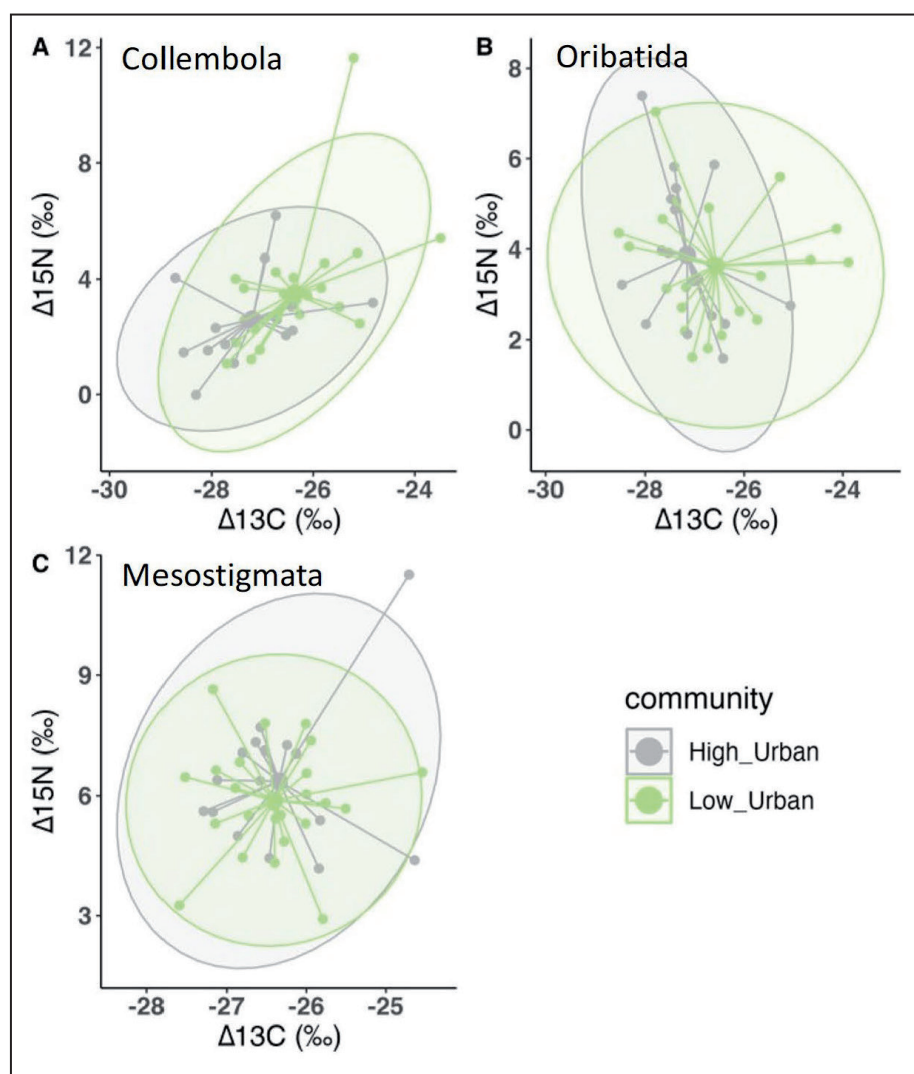 A Collembola
12
8
4
0
Δ15N (‰)
-30 -28 -26 -24
Δ13C (‰)
B Oribatida
8
6
4
2
0
Δ15N (‰)
-30 -28 -26 -24
Δ13C (‰)
C Mesostigmata
12
9
6
3
Δ15N (‰)
-28 -27 -26 -25
Δ13C (‰)
community
High_Urban
Low_Urban